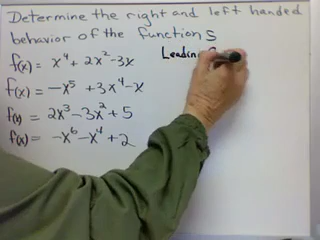 Determine the right and left handed
behavior of the functions
Leading
f(x) = x⁴ + 2x² - 3x
f(x) = -x⁵ + 3x⁴ - x
f(x) = 2x³ - 3x² + 5
f(x) = -x⁶ - x⁴ + 2